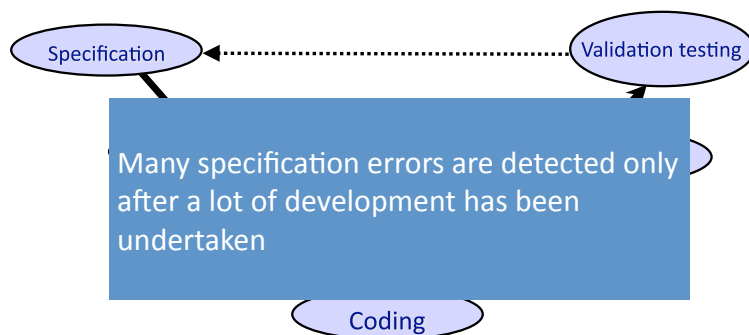 Specification
Validation testing
Many specification errors are detected only
after a lot of development has been
undertaken
Coding